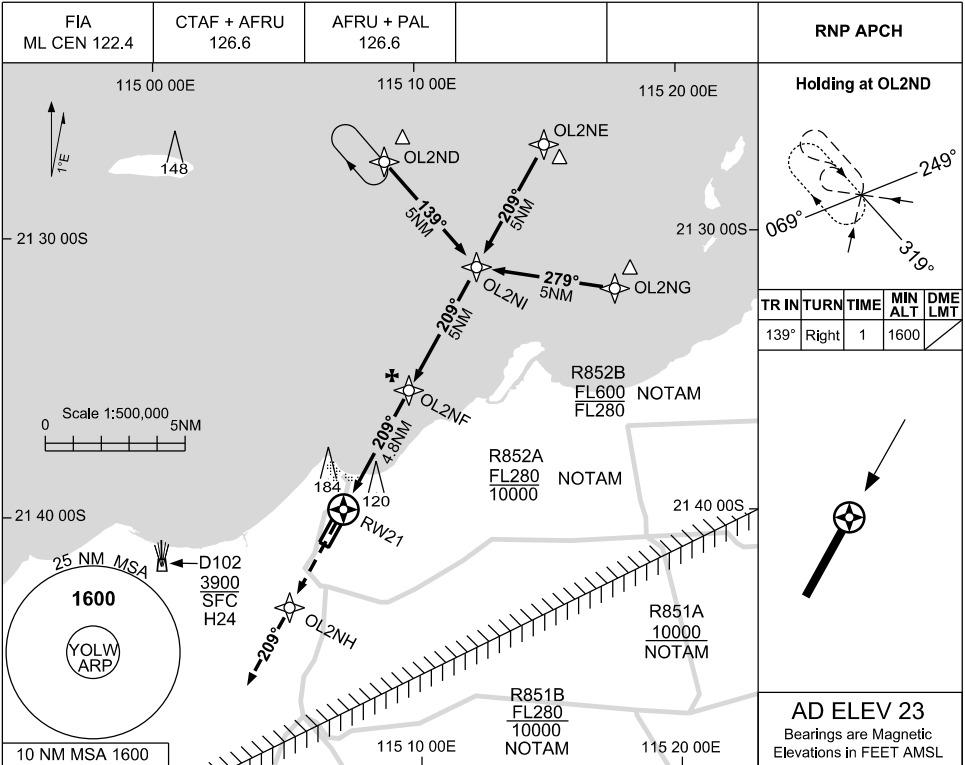 FIA
ML CEN 122.4
CTAF + AFRU
126.6
AFRU + PAL
126.6
RNP APCH
115 00 00E
115 10 00E
115 20 00E
1°E
148
OL2ND
OL2NE
139°
5NM
209°
5NM
21 30 00S
21 30 00S
OL2NI
279°
5NM
OL2NG
209°
5NM
OL2NF
R852B
FL600
FL280
NOTAM
Scale 1:500,000
0
5NM
209°
4.8NM
R852A
FL280
10000
NOTAM
184
120
21 40 00S
21 40 00S
RW21
25 NM MSA
1600
YOLW
ARP
D102
3900
SFC
H24
OL2NH
209°
R851A
10000
NOTAM
R851B
FL280
10000
NOTAM
10 NM MSA 1600
115 10 00E
115 20 00E
Holding at OL2ND
249°
069°
319°
TR IN TURN TIME MIN ALT DME LMT
139° Right 1 1600
AD ELEV 23
Bearings are Magnetic
Elevations in FEET AMSL